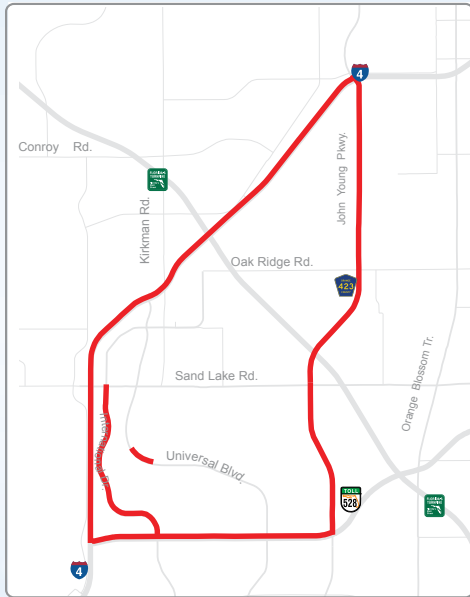 4
Conroy Rd.
John Young Pkwy.
Kirkman Rd.
Oak Ridge Rd.
423
Sand Lake Rd.
Orange Blossom Tr.
Universal Blvd.
TOLL
528
4